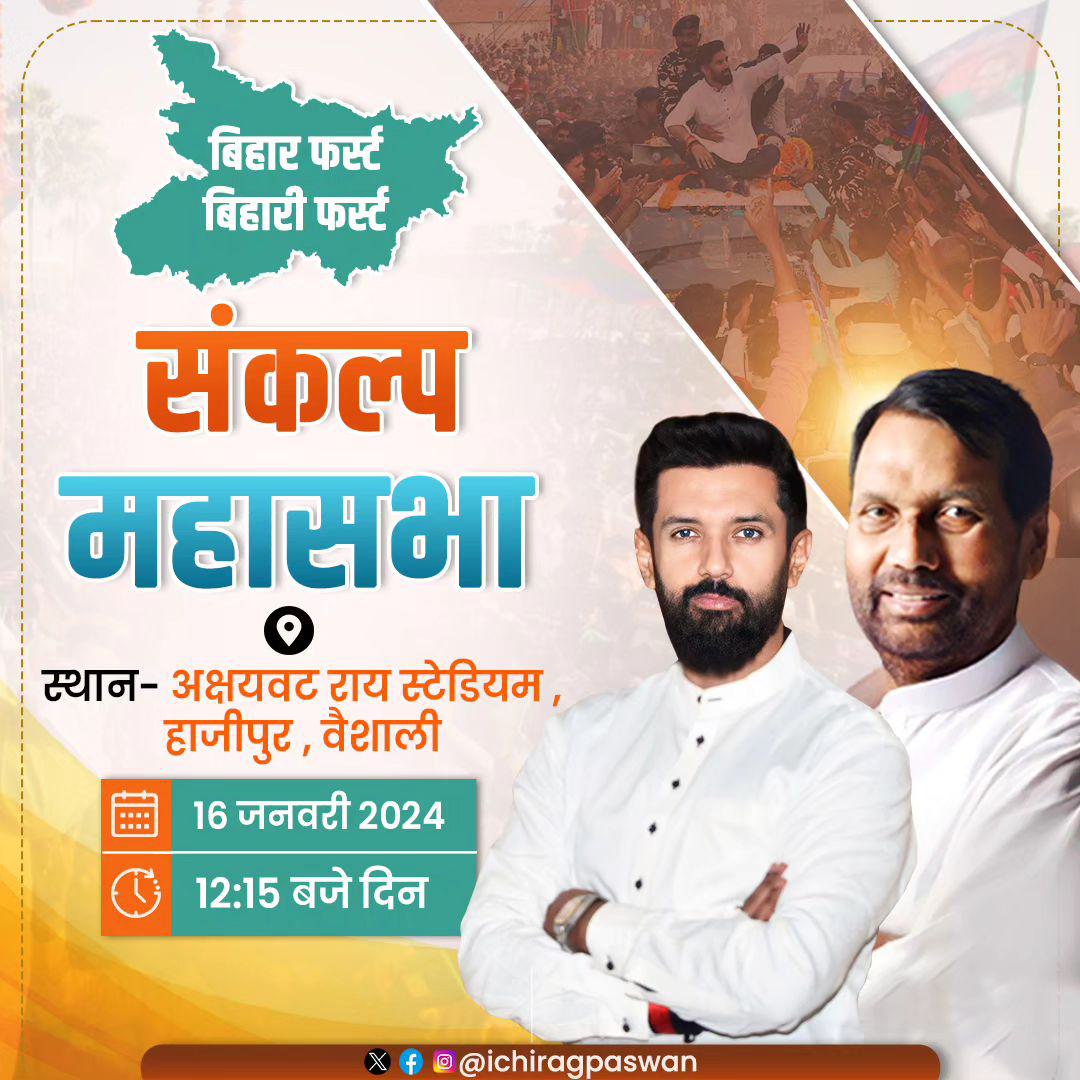 बिहार फर्स्ट
बिहारी फर्स्ट
संकल्प
महासभा
स्थान- अक्षयवट राय स्टेडियम ,
हाजीपुर , वैशाली
16 जनवरी 2024
12:15 बजे दिन
@ichiragpaswan